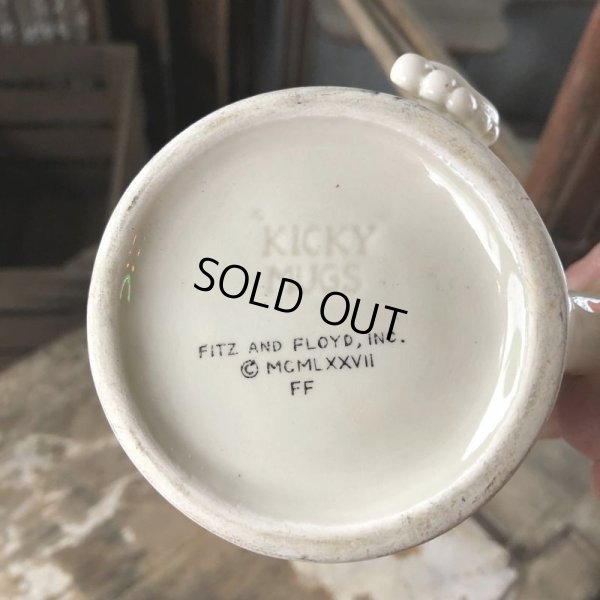 "KICKY"
MUGS
SOLD OUT
FITZ AND FLOYD, INC.
© MCMLXXVII
FF